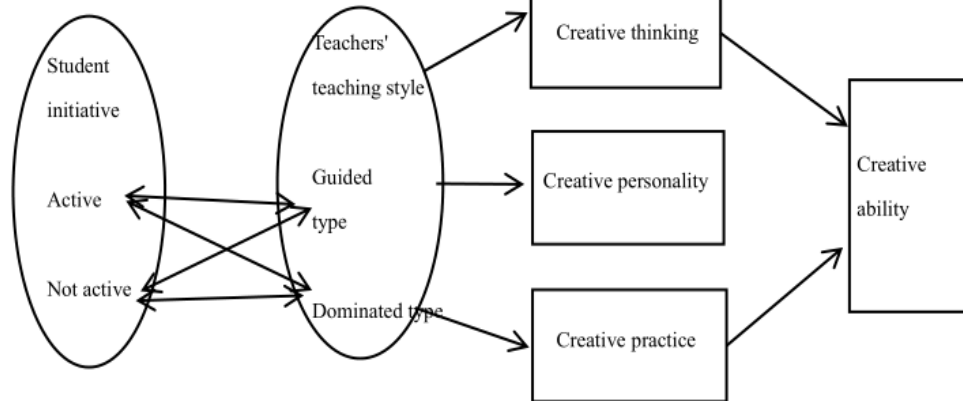 Student
initiative
Active
Not active
Teachers'
teaching style
Guided
type
Dominated type
Creative thinking
Creative personality
Creative practice
Creative
ability